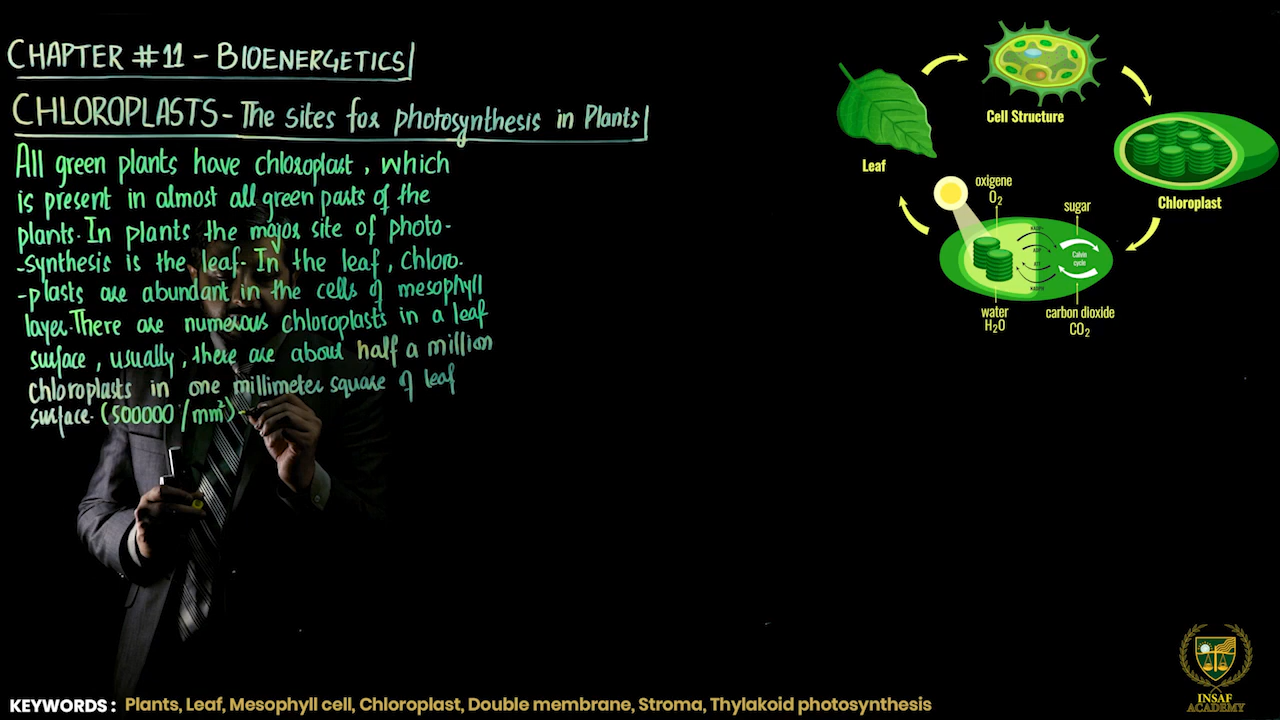 CHAPTER #11 - BIOENERGETICS
CHLOROPLASTS - The sites for photosynthesis in Plants
All green plants have chloroplast, which
is present in almost all green parts of the
plants. In plants the major site of photo-
-synthesis is the leaf. In the leaf, Chloro-
-plasts are abundant in the cells of mesophyll
layer. There are numerous chloroplasts in a leaf
surface, usually, there are about half a million
chloroplasts in one millimeter square of leaf
surface. (500000/mm²)
Leaf
Cell Structure
Chloroplast
oxigene
O₂
sugar
NADP+
ADP
ATP
NADPH
Calvin
cycle
water
H₂O
carbon dioxide
CO₂
INSAF
ACADEMY
KEYWORDS : Plants, Leaf, Mesophyll cell, Chloroplast, Double membrane, Stroma, Thylakoid photosynthesis